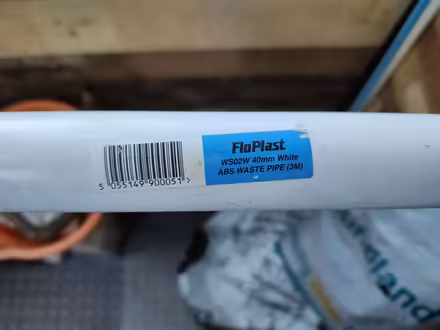 FloPlast
WS02W 40mm White
ABS WASTE PIPE (3M)
5 055149 900051 >